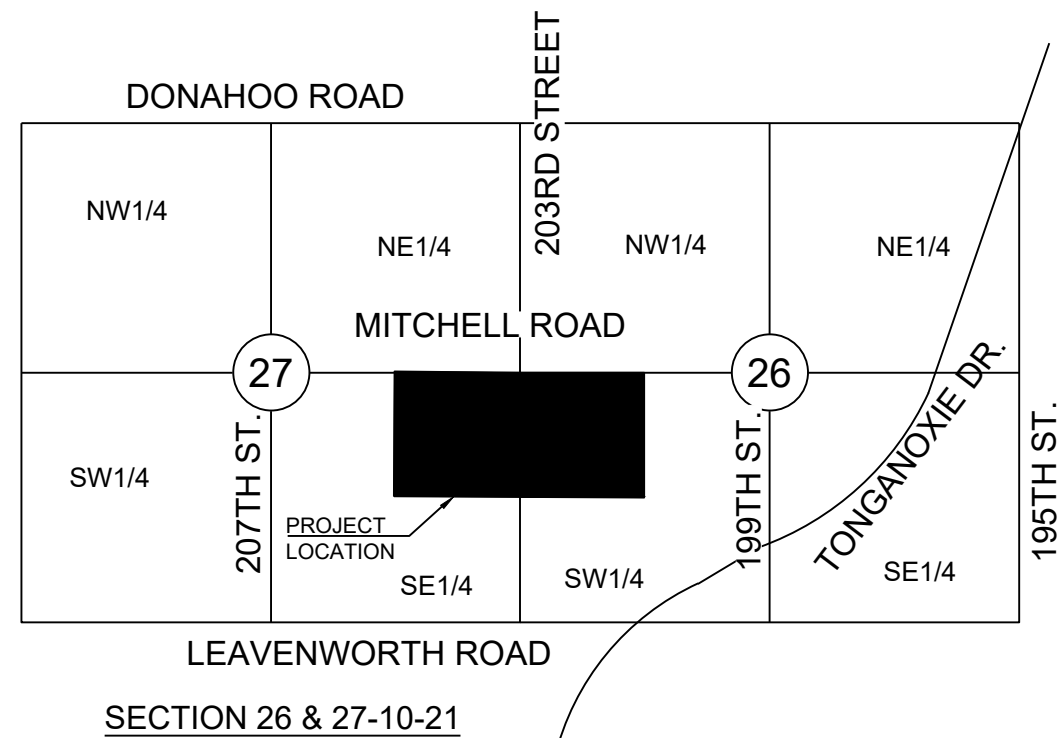 DONAHOO ROAD
203RD STREET
NW1/4
NE1/4
NW1/4
NE1/4
MITCHELL ROAD
27
26
TONGANOXIE DR.
195TH ST.
SW1/4
207TH ST.
PROJECT
LOCATION
199TH ST.
SE1/4
SW1/4
SE1/4
LEAVENWORTH ROAD
SECTION 26 & 27-10-21